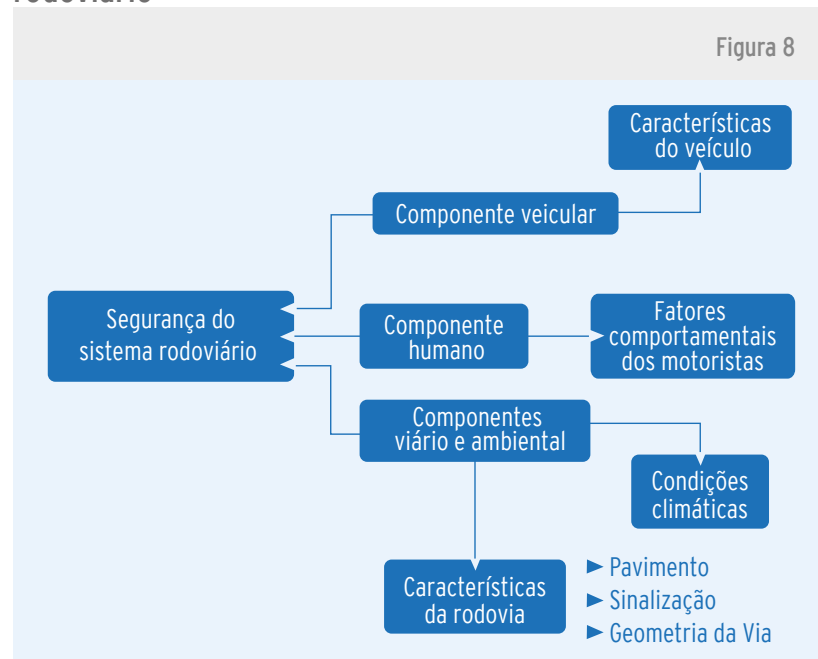 rodoviário
Figura 8
Características
do veículo
Componente veicular
Segurança do
sistema rodoviário
Componente
humano
Fatores
comportamentais
dos motoristas
Componentes
viário e ambiental
Condições
climáticas
Características
da rodovia
► Pavimento
► Sinalização
► Geometria da Via